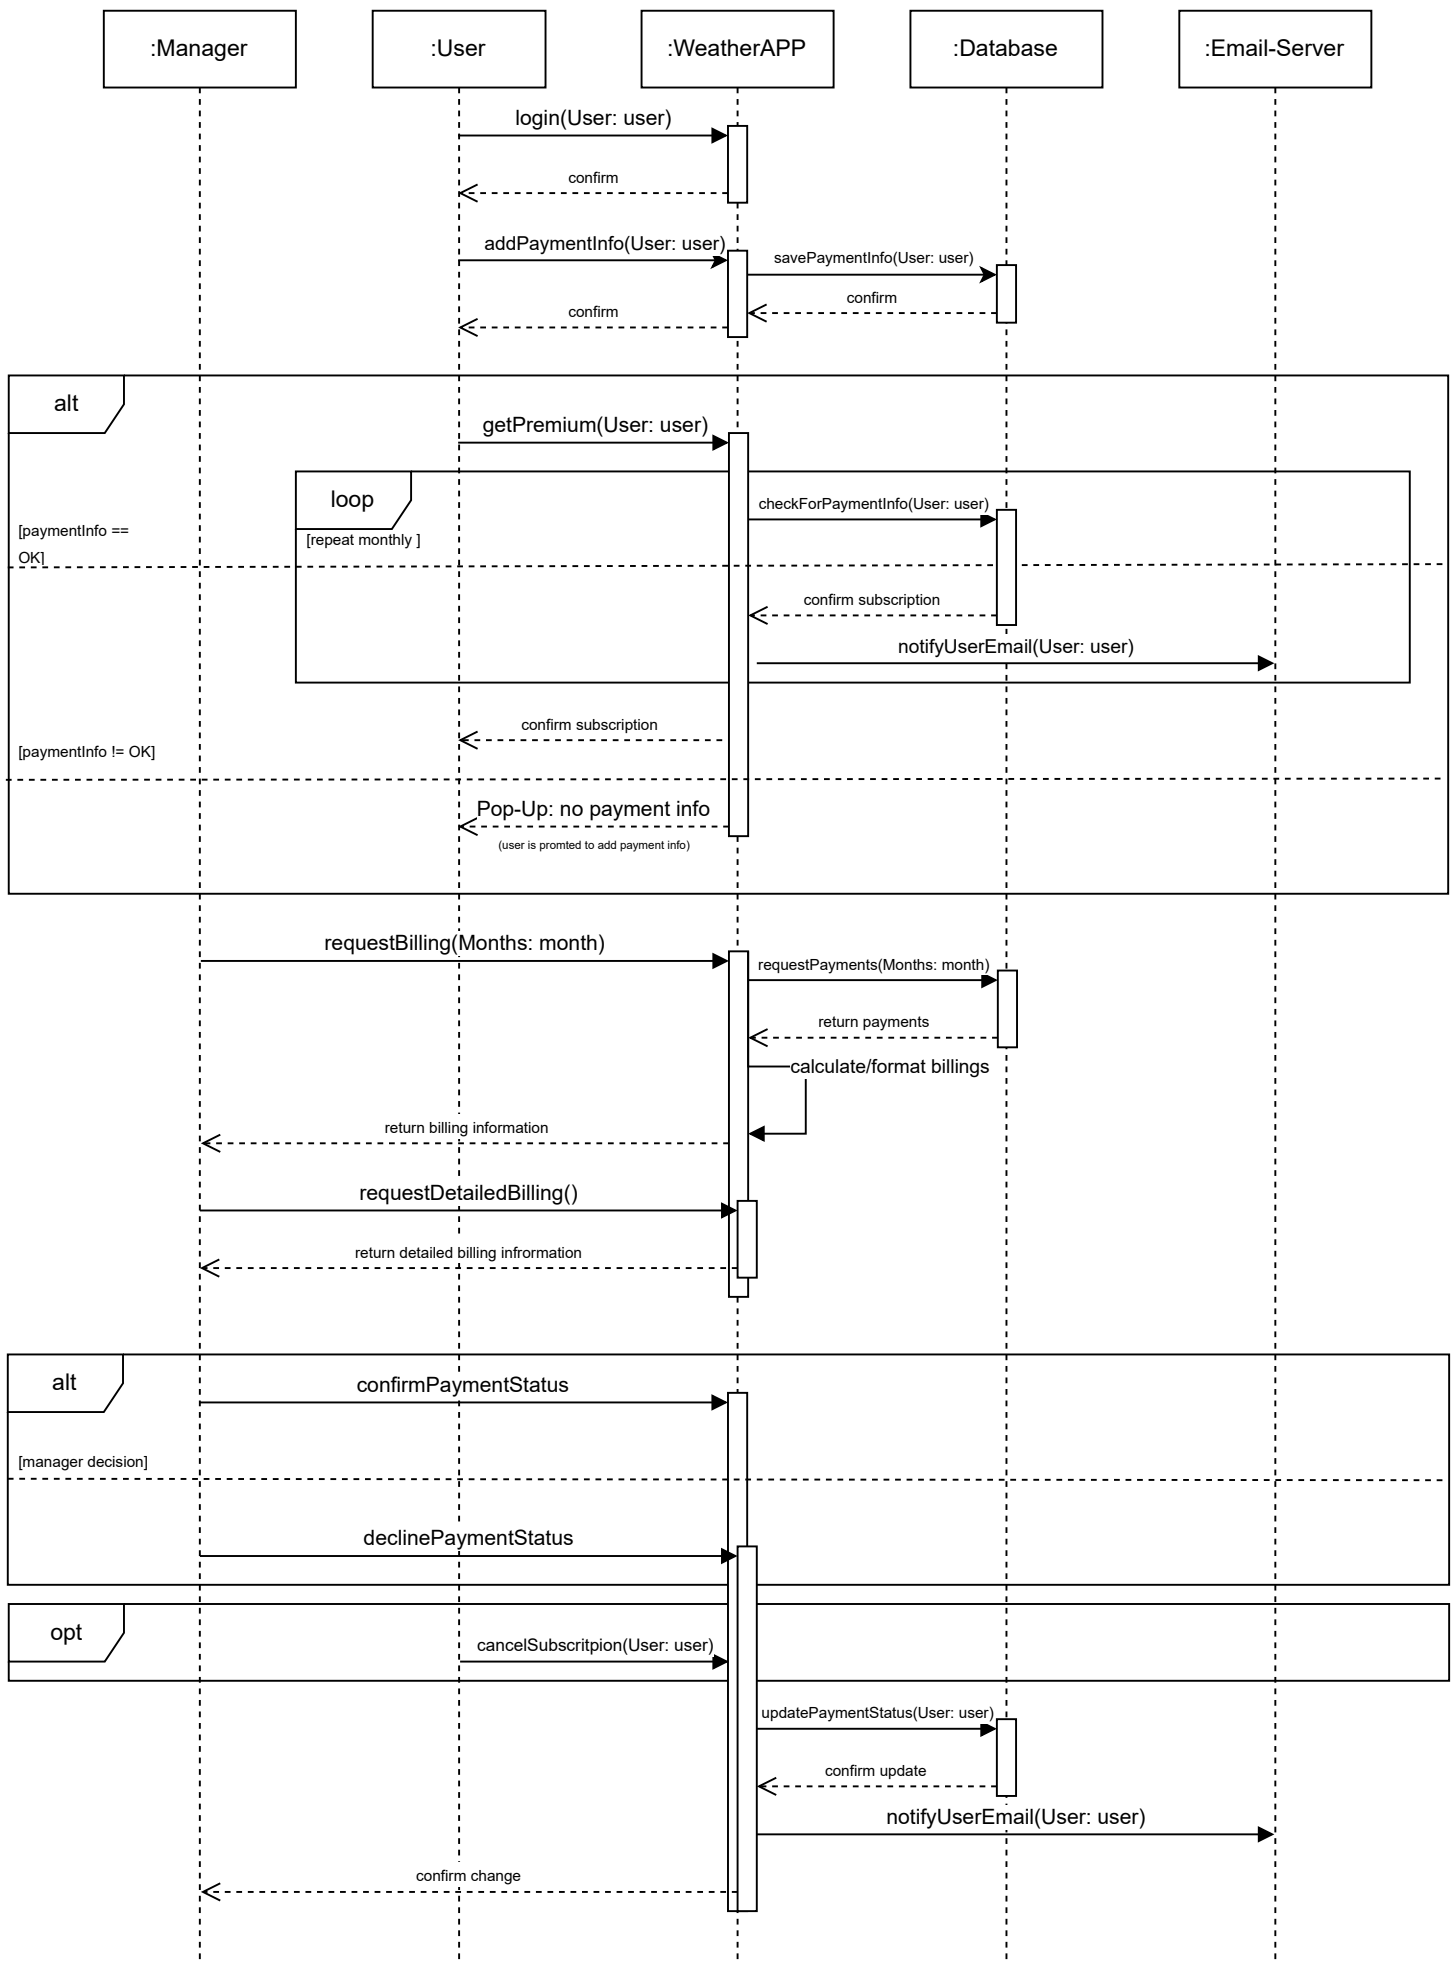 :Manager
:User
:WeatherAPP
:Database
:Email-Server
login(User: user)
confirm
addPaymentInfo(User: user)
savePaymentInfo(User: user)
confirm
confirm
alt
getPremium(User: user)
loop
checkForPaymentInfo(User: user)
[paymentInfo ==
OK]
[repeat monthly ]
confirm subscription
notifyUserEmail(User: user)
confirm subscription
[paymentInfo != OK]
Pop-Up: no payment info
(user is promted to add payment info)
requestBilling(Months: month)
requestPayments(Months: month)
return payments
calculate/format billings
return billing information
requestDetailedBilling()
return detailed billing infrormation
alt
confirmPaymentStatus
[manager decision]
declinePaymentStatus
opt
cancelSubscritpion(User: user)
updatePaymentStatus(User: user)
confirm update
notifyUserEmail(User: user)
confirm change